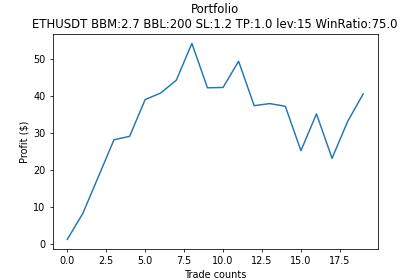 Portfolio
ETHUSDT BBM:2.7 BBL:200 SL:1.2 TP:1.0 lev:15 WinRatio:75.0
Profit ($)
50
40
30
20
10
0
0.0 2.5 5.0 7.5 10.0 12.5 15.0 17.5
Trade counts